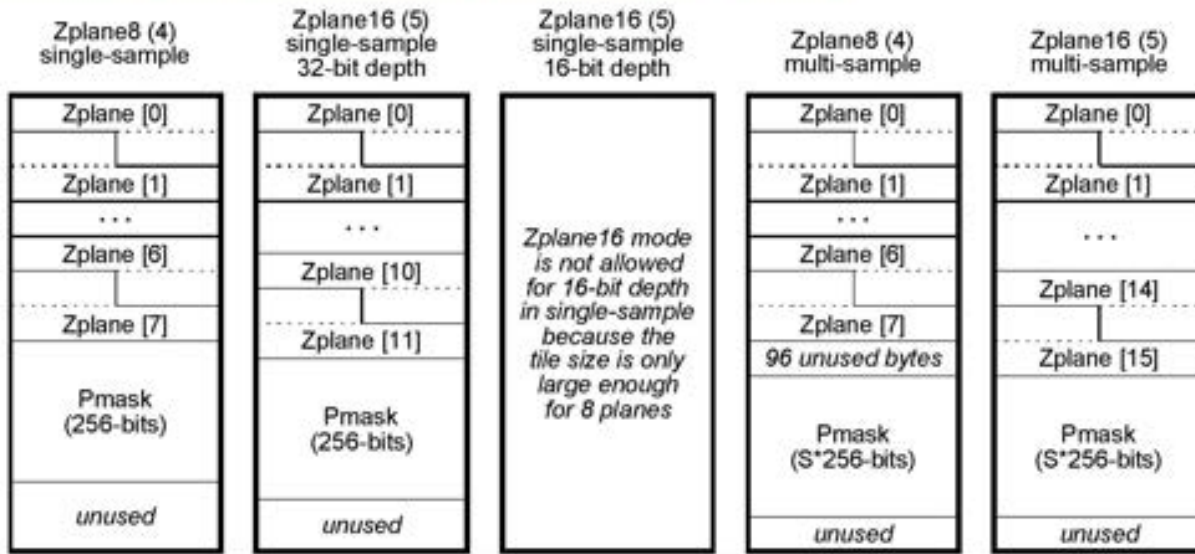 Zplane8 (4)
single-sample
Zplane [0]
Zplane [1]
...
Zplane [6]
Zplane [7]
Pmask
(256-bits)
unused
Zplane16 (5)
single-sample
32-bit depth
Zplane [0]
Zplane [1]
...
Zplane [10]
Zplane [11]
Pmask
(256-bits)
unused
Zplane16 (5)
single-sample
16-bit depth
Zplane16 mode
is not allowed
for 16-bit depth
in single-sample
because the
tile size is only
large enough
for 8 planes
Zplane8 (4)
multi-sample
Zplane [0]
Zplane [1]
...
Zplane [6]
Zplane [7]
96 unused bytes
Pmask
(S*256-bits)
unused
Zplane16 (5)
multi-sample
Zplane [0]
Zplane [1]
...
Zplane [14]
Zplane [15]
Pmask
(S*256-bits)
unused